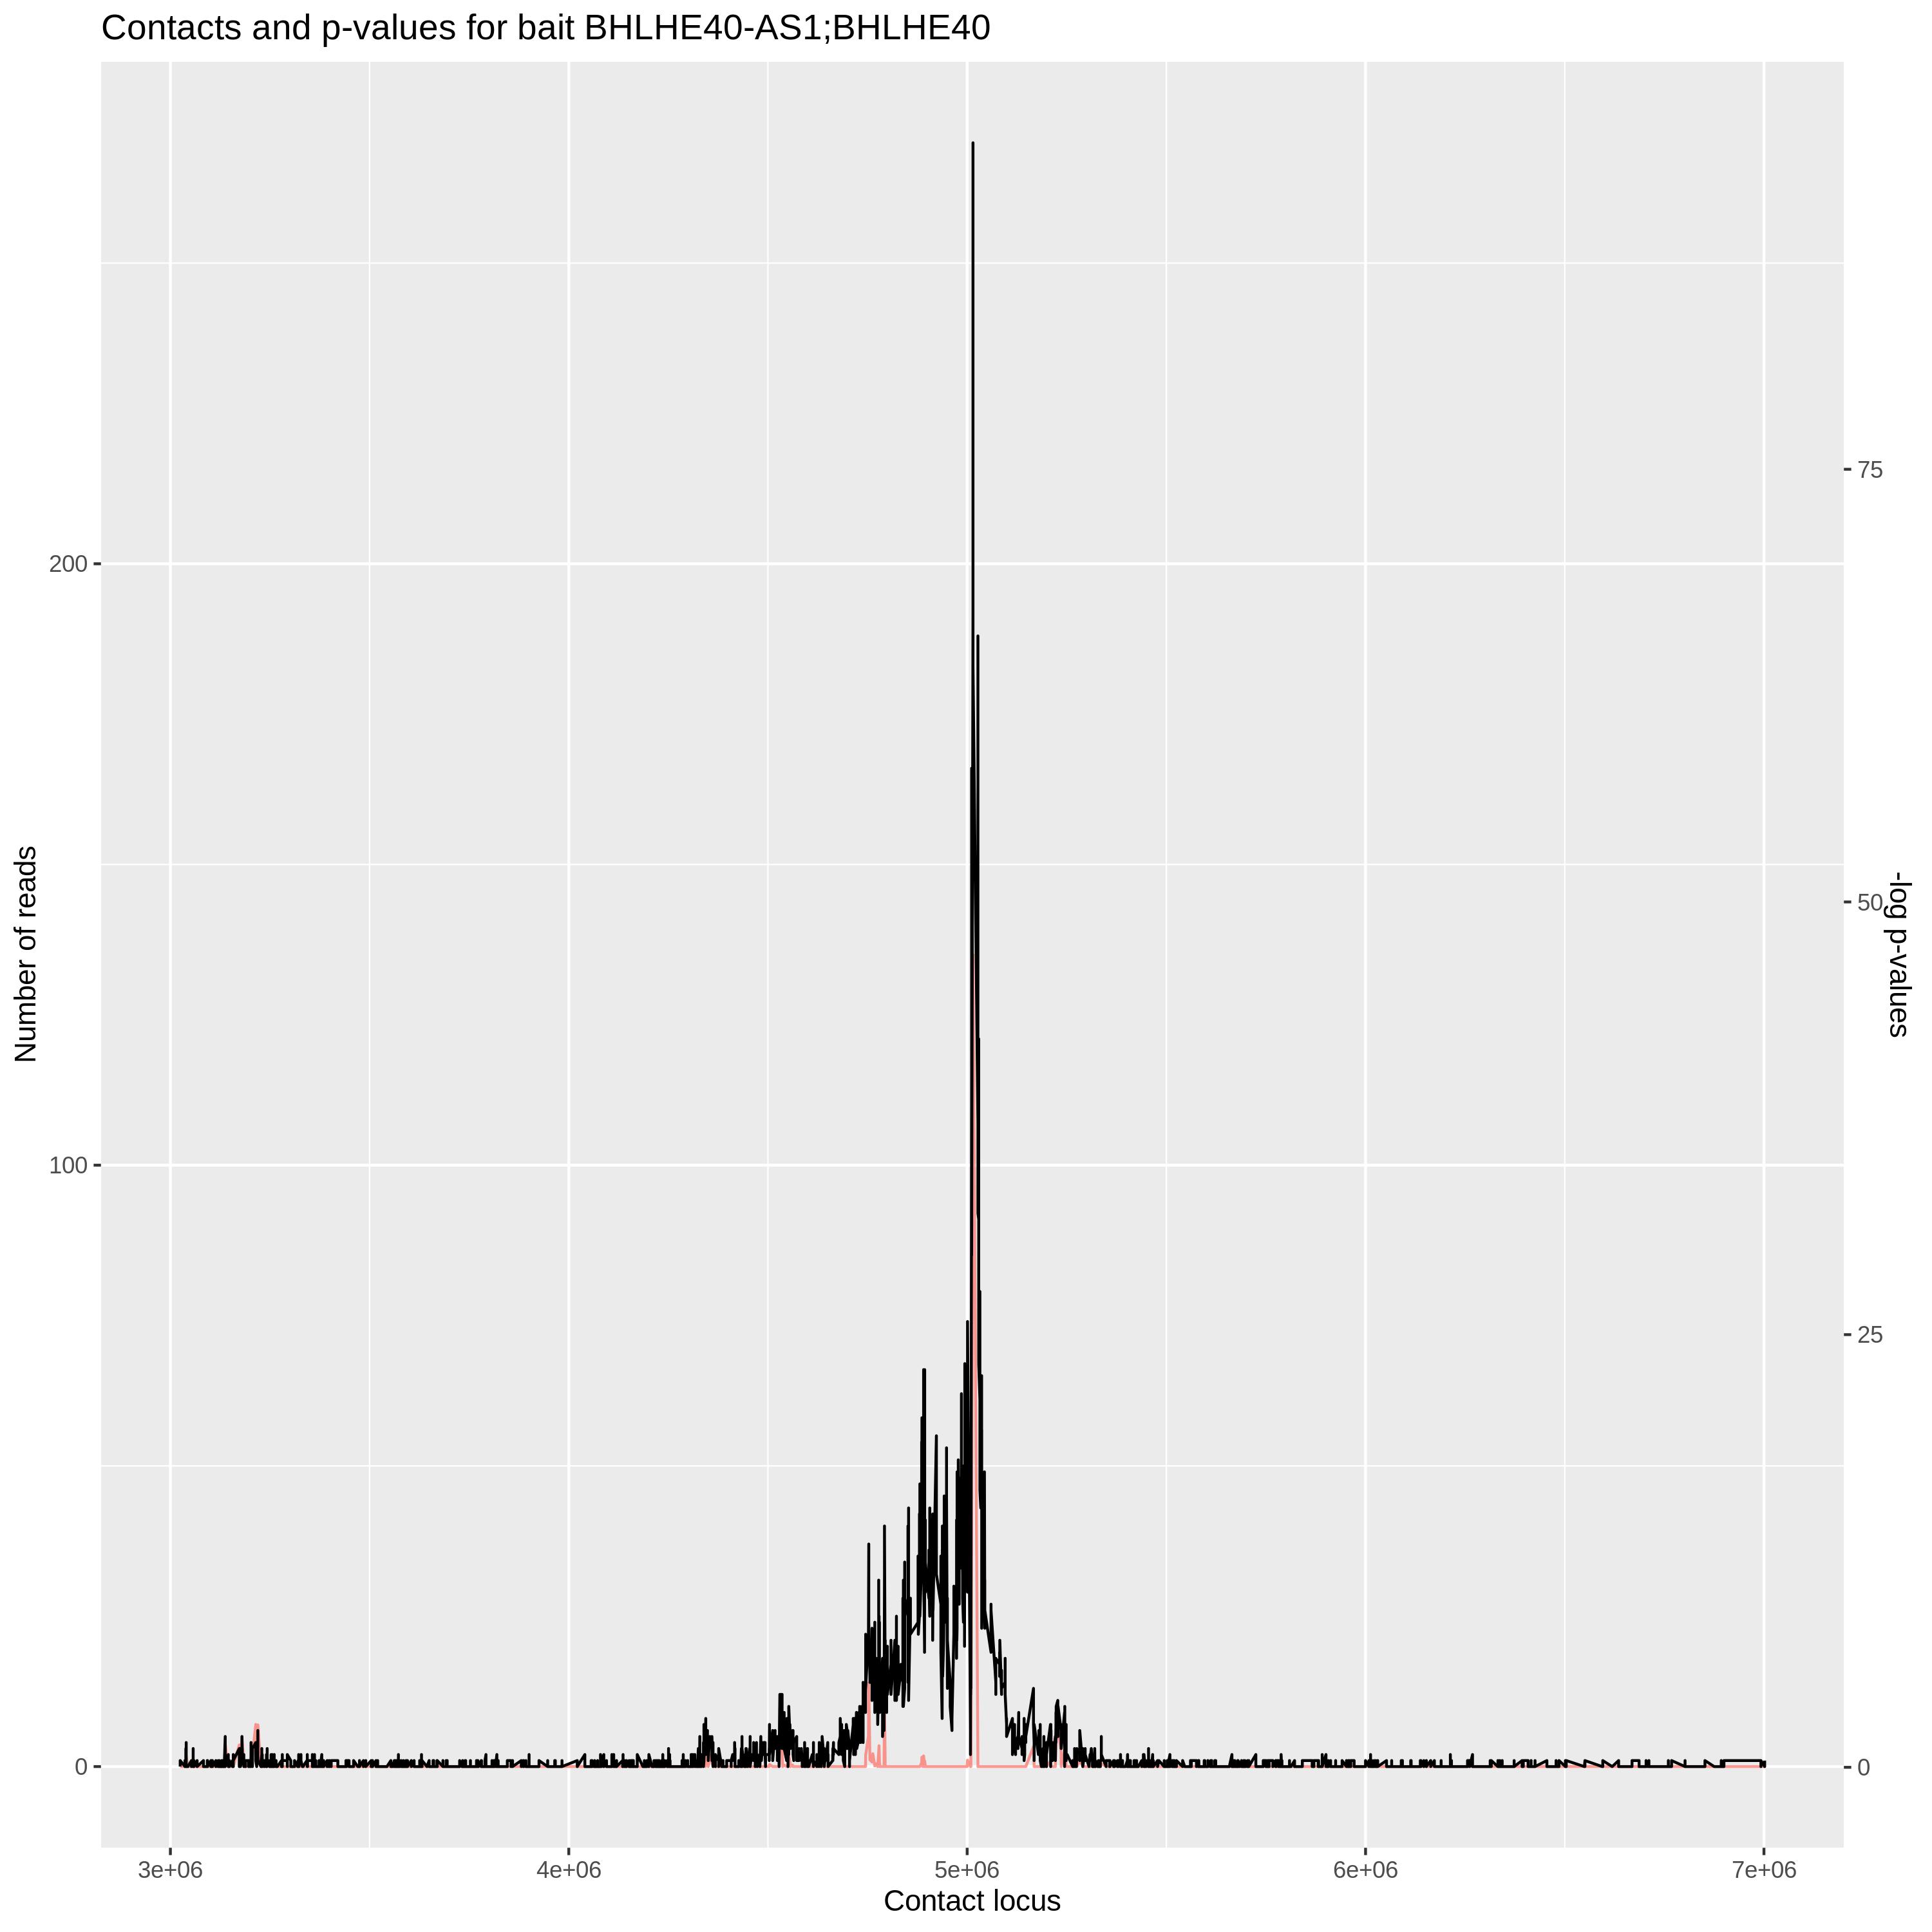 Contacts and p-values for bait BHLHE40-AS1;BHLHE40
Number of reads
200
100
0
75
50
25
0
-log p-values
3e+06 4e+06 5e+06 6e+06 7e+06
Contact locus